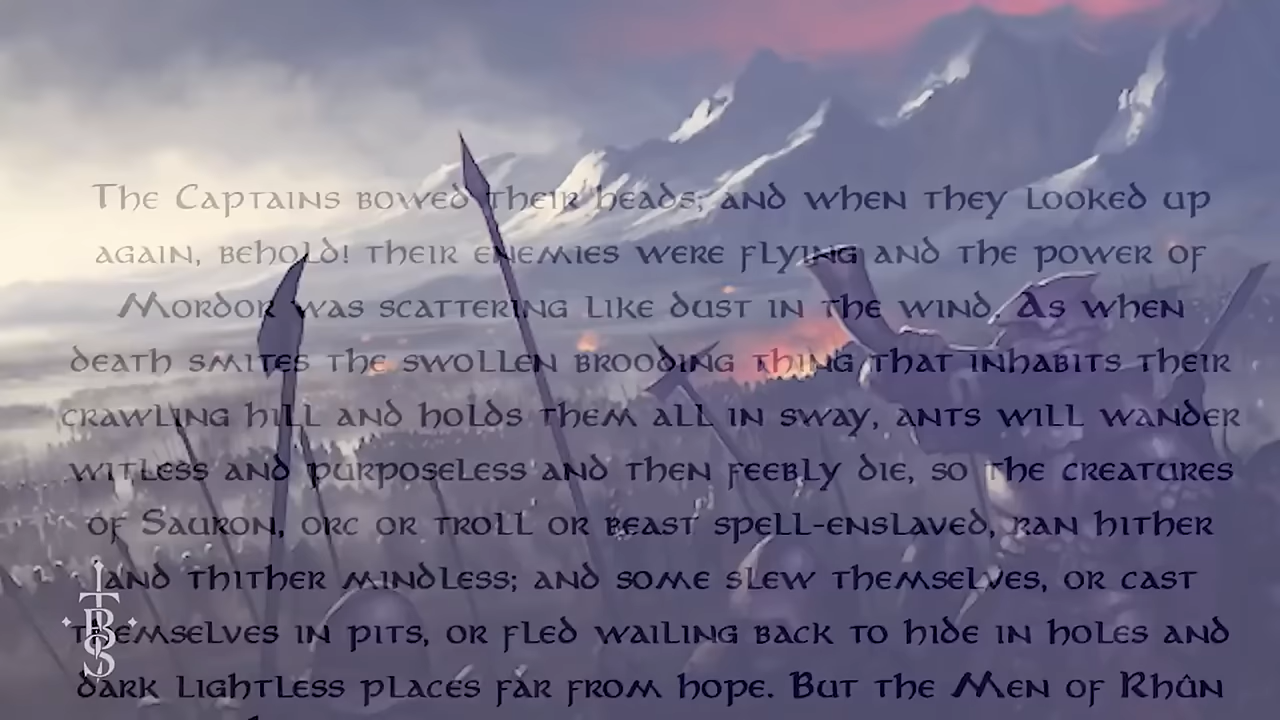 The Captains bowed their heads; and when they looked up
again, behold! their enemies were flying and the power of
Mordor was scattering like dust in the wind. As when
death smites the swollen brooding thing that inhabits their
crawling hill and holds them all in sway, ants will wander
witless and purposeless and then feebly die, so the creatures
of Sauron, orc or troll or beast spell-enslaved, ran hither
and thither mindless; and some slew themselves, or cast
themselves in pits, or fled wailing back to hide in holes and
dark lightless places far from hope. But the Men of Rhûn
TBS